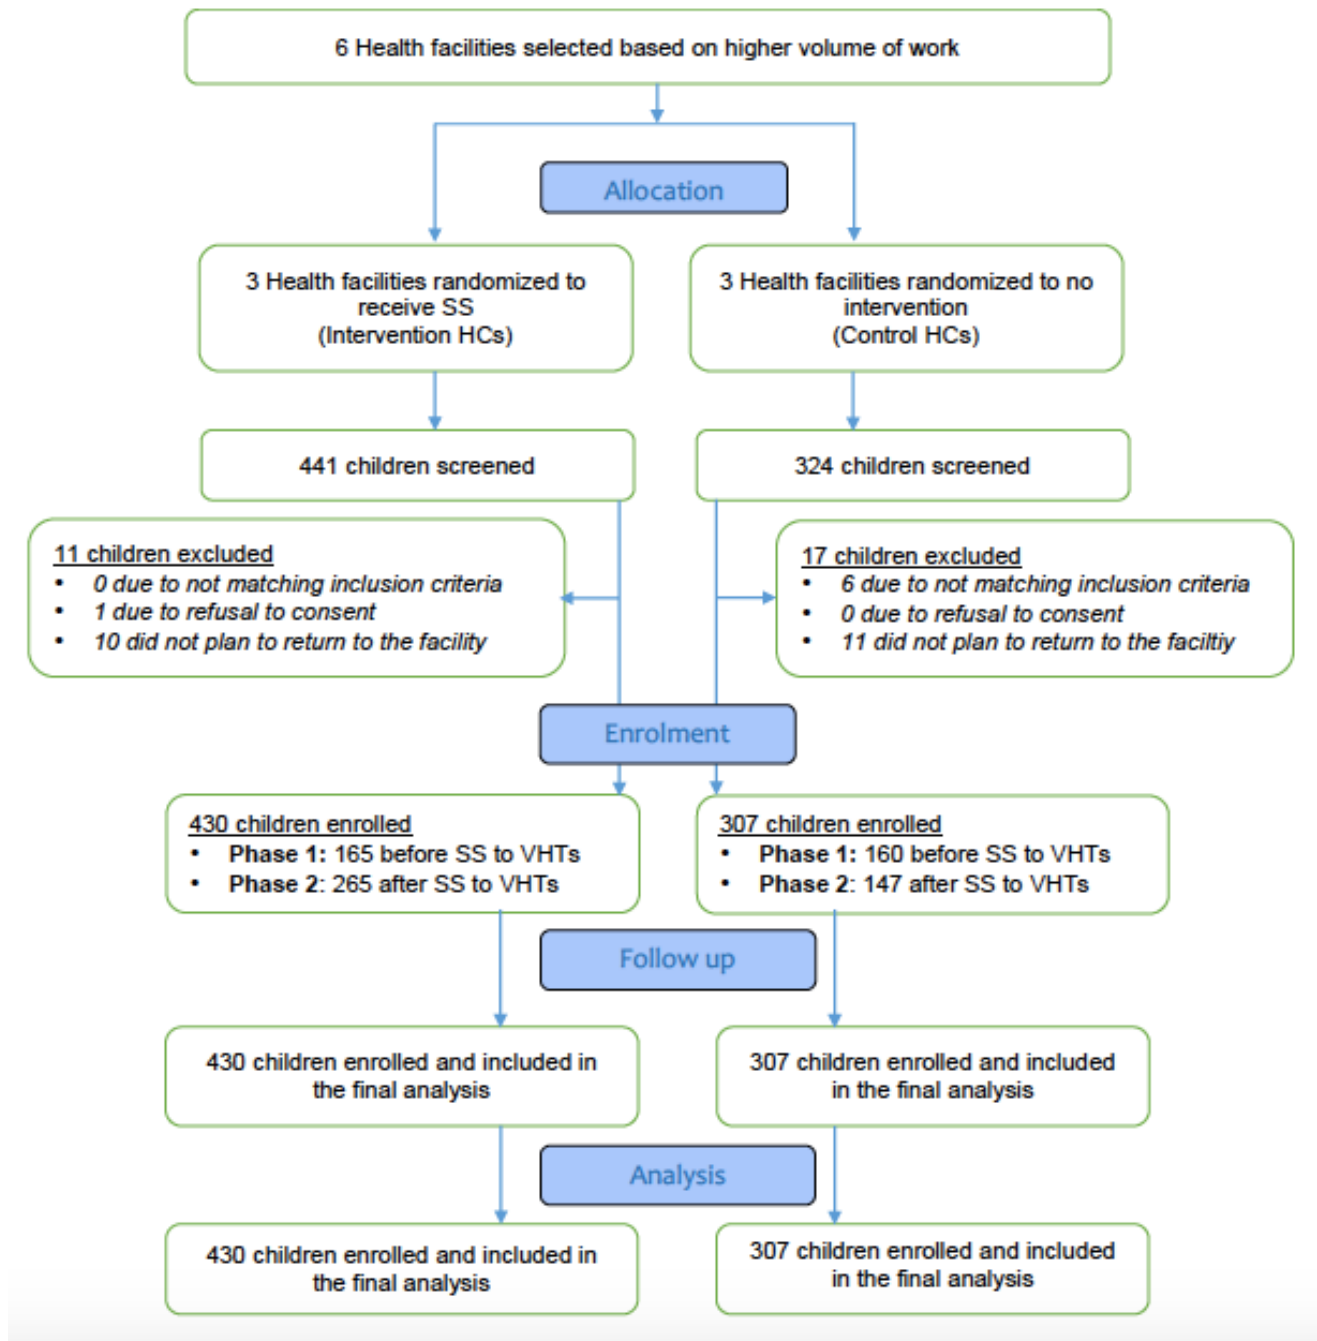 6 Health facilities selected based on higher volume of work
Allocation
3 Health facilities randomized to
receive SS
(Intervention HCs)
3 Health facilities randomized to no
intervention
(Control HCs)
441 children screened
324 children screened
11 children excluded
• 0 due to not matching inclusion criteria
• 1 due to refusal to consent
• 10 did not plan to return to the facility
17 children excluded
• 6 due to not matching inclusion criteria
• 0 due to refusal to consent
• 11 did not plan to return to the faciltiy
Enrolment
430 children enrolled
• Phase 1: 165 before SS to VHTs
• Phase 2: 265 after SS to VHTs
307 children enrolled
• Phase 1: 160 before SS to VHTs
• Phase 2: 147 after SS to VHTs
Follow up
430 children enrolled and included in
the final analysis
307 children enrolled and included
in the final analysis
Analysis
430 children enrolled and included in
the final analysis
307 children enrolled and included
in the final analysis